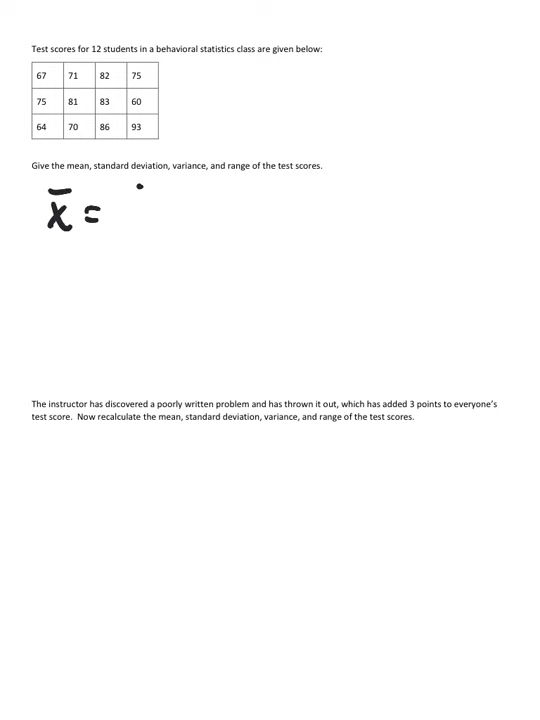 Test scores for 12 students in a behavioral statistics class are given below:
67 71 82 75
75 81 83 60
64 70 86 93
Give the mean, standard deviation, variance, and range of the test scores.
x̄ =
The instructor has discovered a poorly written problem and has thrown it out, which has added 3 points to everyone's
test score. Now recalculate the mean, standard deviation, variance, and range of the test scores.